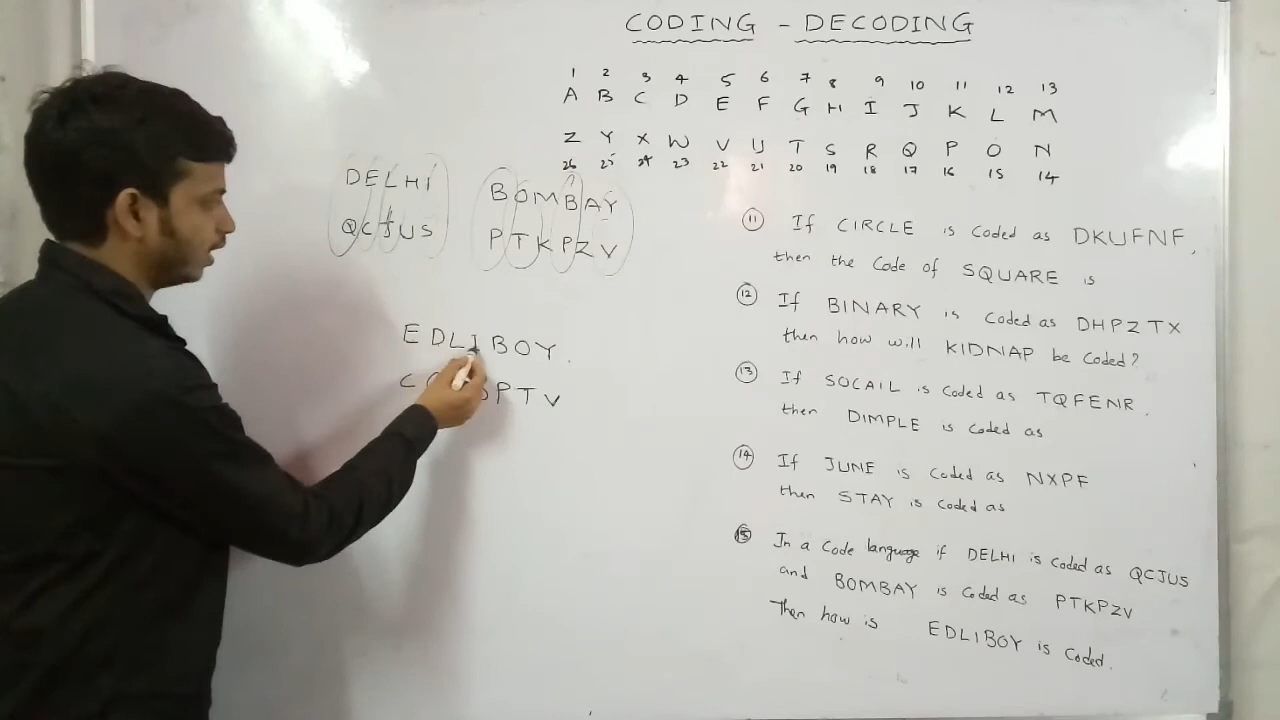 CODING - DECODING
1 2 3 4 5 6 7 8 9 10 11 12 13
A B C D E F G H I J K L M
Z Y X W V U T S R Q P O N
26 25 24 23 22 21 20 19 18 17 16 15 14
DELHI
QCJUS
BOMBAY
PTKPZV
EDLIBOY.
PTV
11 If CIRCLE is coded as DKUFNF,
then the code of SQUARE is
12 If BINARY is coded as DHPZTX
then how will KIDNAP be coded?
13 If SOCAIL is coded as TQFENR.
then DIMPLE is coded as
14 If JUNE is coded as NXPF
then STAY is coded as
15 In a code language if DELHI is coded as QCJUS
and BOMBAY is coded as PTKPZV
Then how is EDLIBOY is coded.